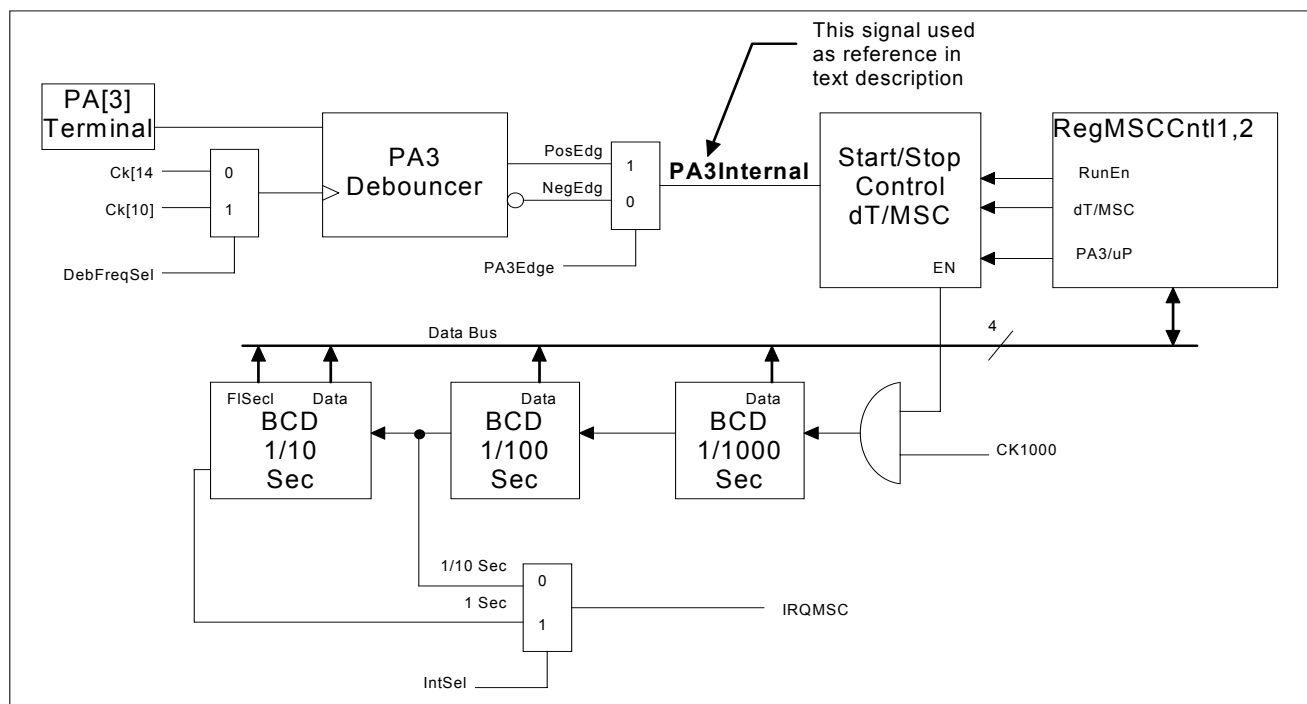 This signal used
as reference in
text description
PA[3]
Terminal
PA3
Debouncer
Ck[14
Ck[10]
0
1
DebFreqSel
PosEdg
NegEdg
1
0
PA3Edge
PA3Internal
Start/Stop
Control
dT/MSC
EN
RegMSCCntl1,2
RunEn
dT/MSC
PA3/uP
Data Bus
4
FlSecl
Data
BCD
1/10
Sec
Data
BCD
1/100
Sec
Data
BCD
1/1000
Sec
CK1000
1/10 Sec
1 Sec
0
1
IRQMSC
IntSel